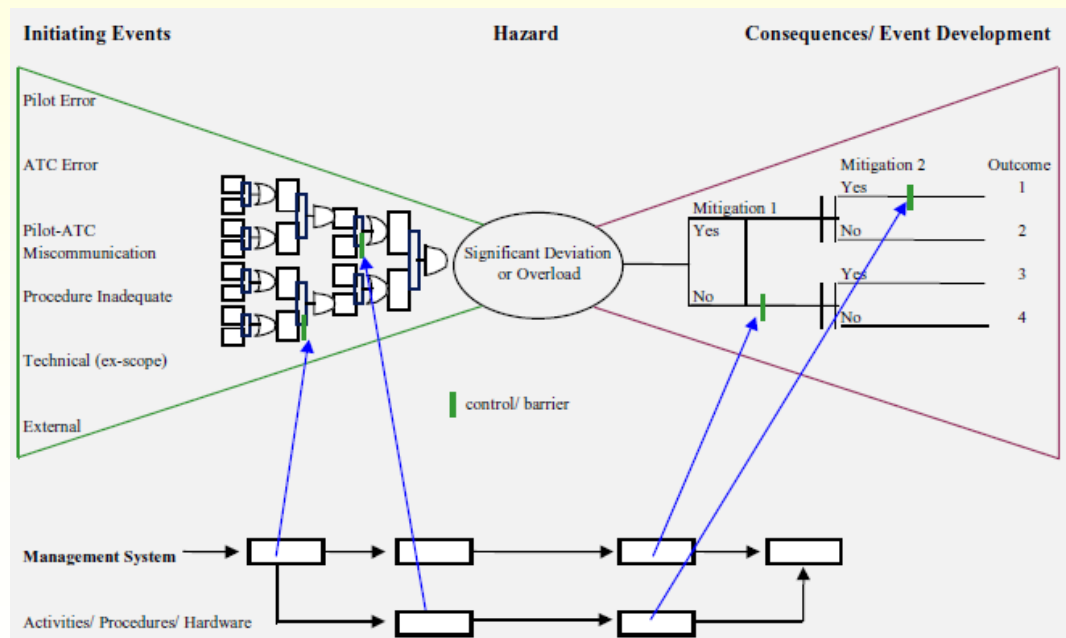 Initiating Events
Hazard
Consequences/ Event Development
Pilot Error
ATC Error
Pilot-ATC
Miscommunication
Procedure Inadequate
Technical (ex-scope)
External
Significant Deviation
or Overload
Mitigation 1
Yes
No
Mitigation 2
Outcome
Yes
1
No
2
Yes
3
No
4
control/ barrier
Management System
Activities/ Procedures/ Hardware